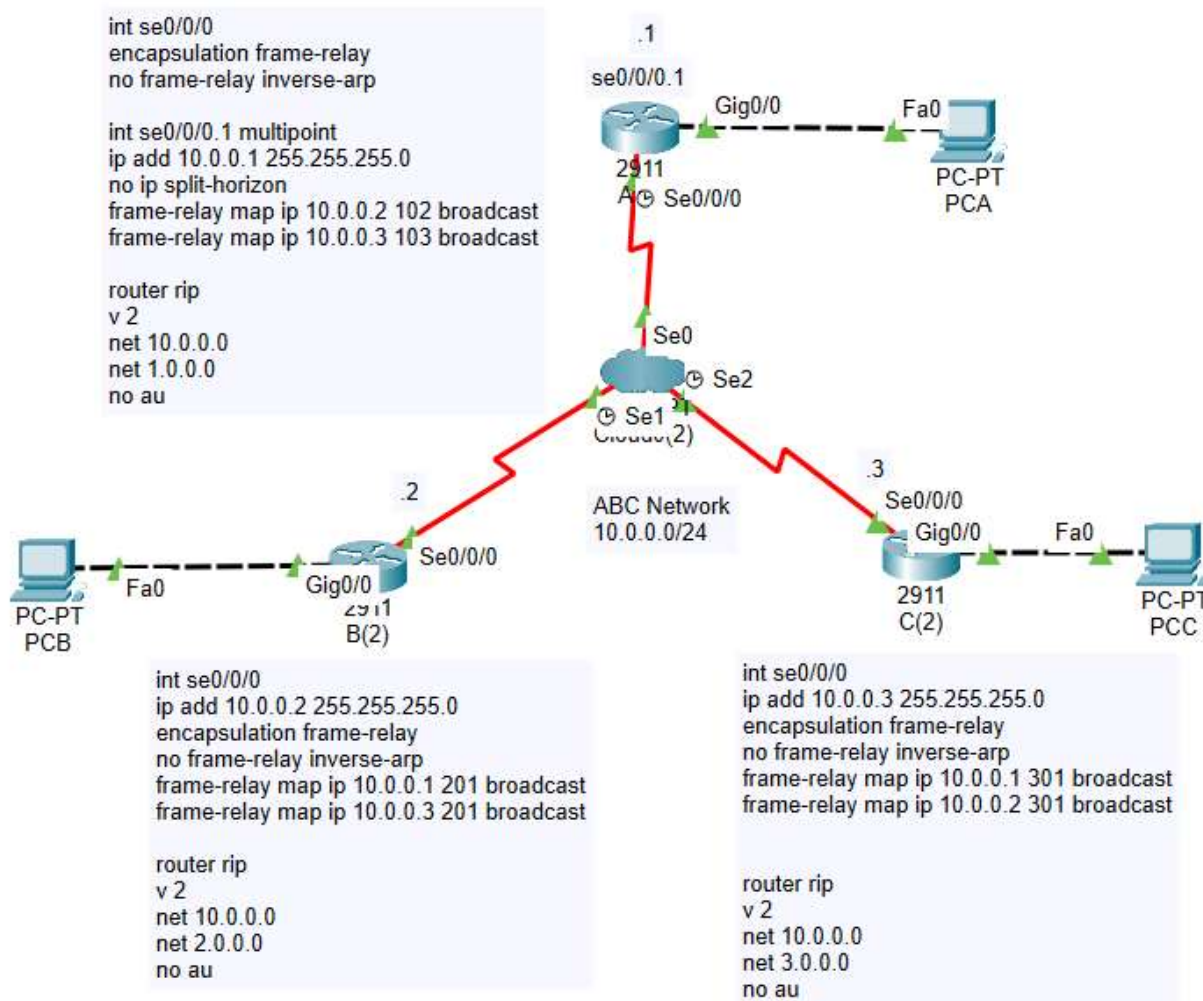 int se0/0/0
encapsulation frame-relay
no frame-relay inverse-arp
int se0/0/0.1 multipoint
ip add 10.0.0.1 255.255.255.0
no ip split-horizon
frame-relay map ip 10.0.0.2 102 broadcast
frame-relay map ip 10.0.0.3 103 broadcast
router rip
v 2
net 10.0.0.0
net 1.0.0.0
no au
.1
se0/0/0.1
Gig0/0
Fa0
2911
A
Se0/0/0
PC-PT
PCA
Se0
Se2
Se1
(2)
ABC Network
10.0.0.0/24
.2
Se0/0/0
Gig0/0
Fa0
2911
B(2)
PC-PT
PCB
.3
Se0/0/0
Gig0/0
Fa0
2911
C(2)
PC-PT
PCC
int se0/0/0
ip add 10.0.0.2 255.255.255.0
encapsulation frame-relay
no frame-relay inverse-arp
frame-relay map ip 10.0.0.1 201 broadcast
frame-relay map ip 10.0.0.3 201 broadcast
router rip
v 2
net 10.0.0.0
net 2.0.0.0
no au
int se0/0/0
ip add 10.0.0.3 255.255.255.0
encapsulation frame-relay
no frame-relay inverse-arp
frame-relay map ip 10.0.0.1 301 broadcast
frame-relay map ip 10.0.0.2 301 broadcast
router rip
v 2
net 10.0.0.0
net 3.0.0.0
no au